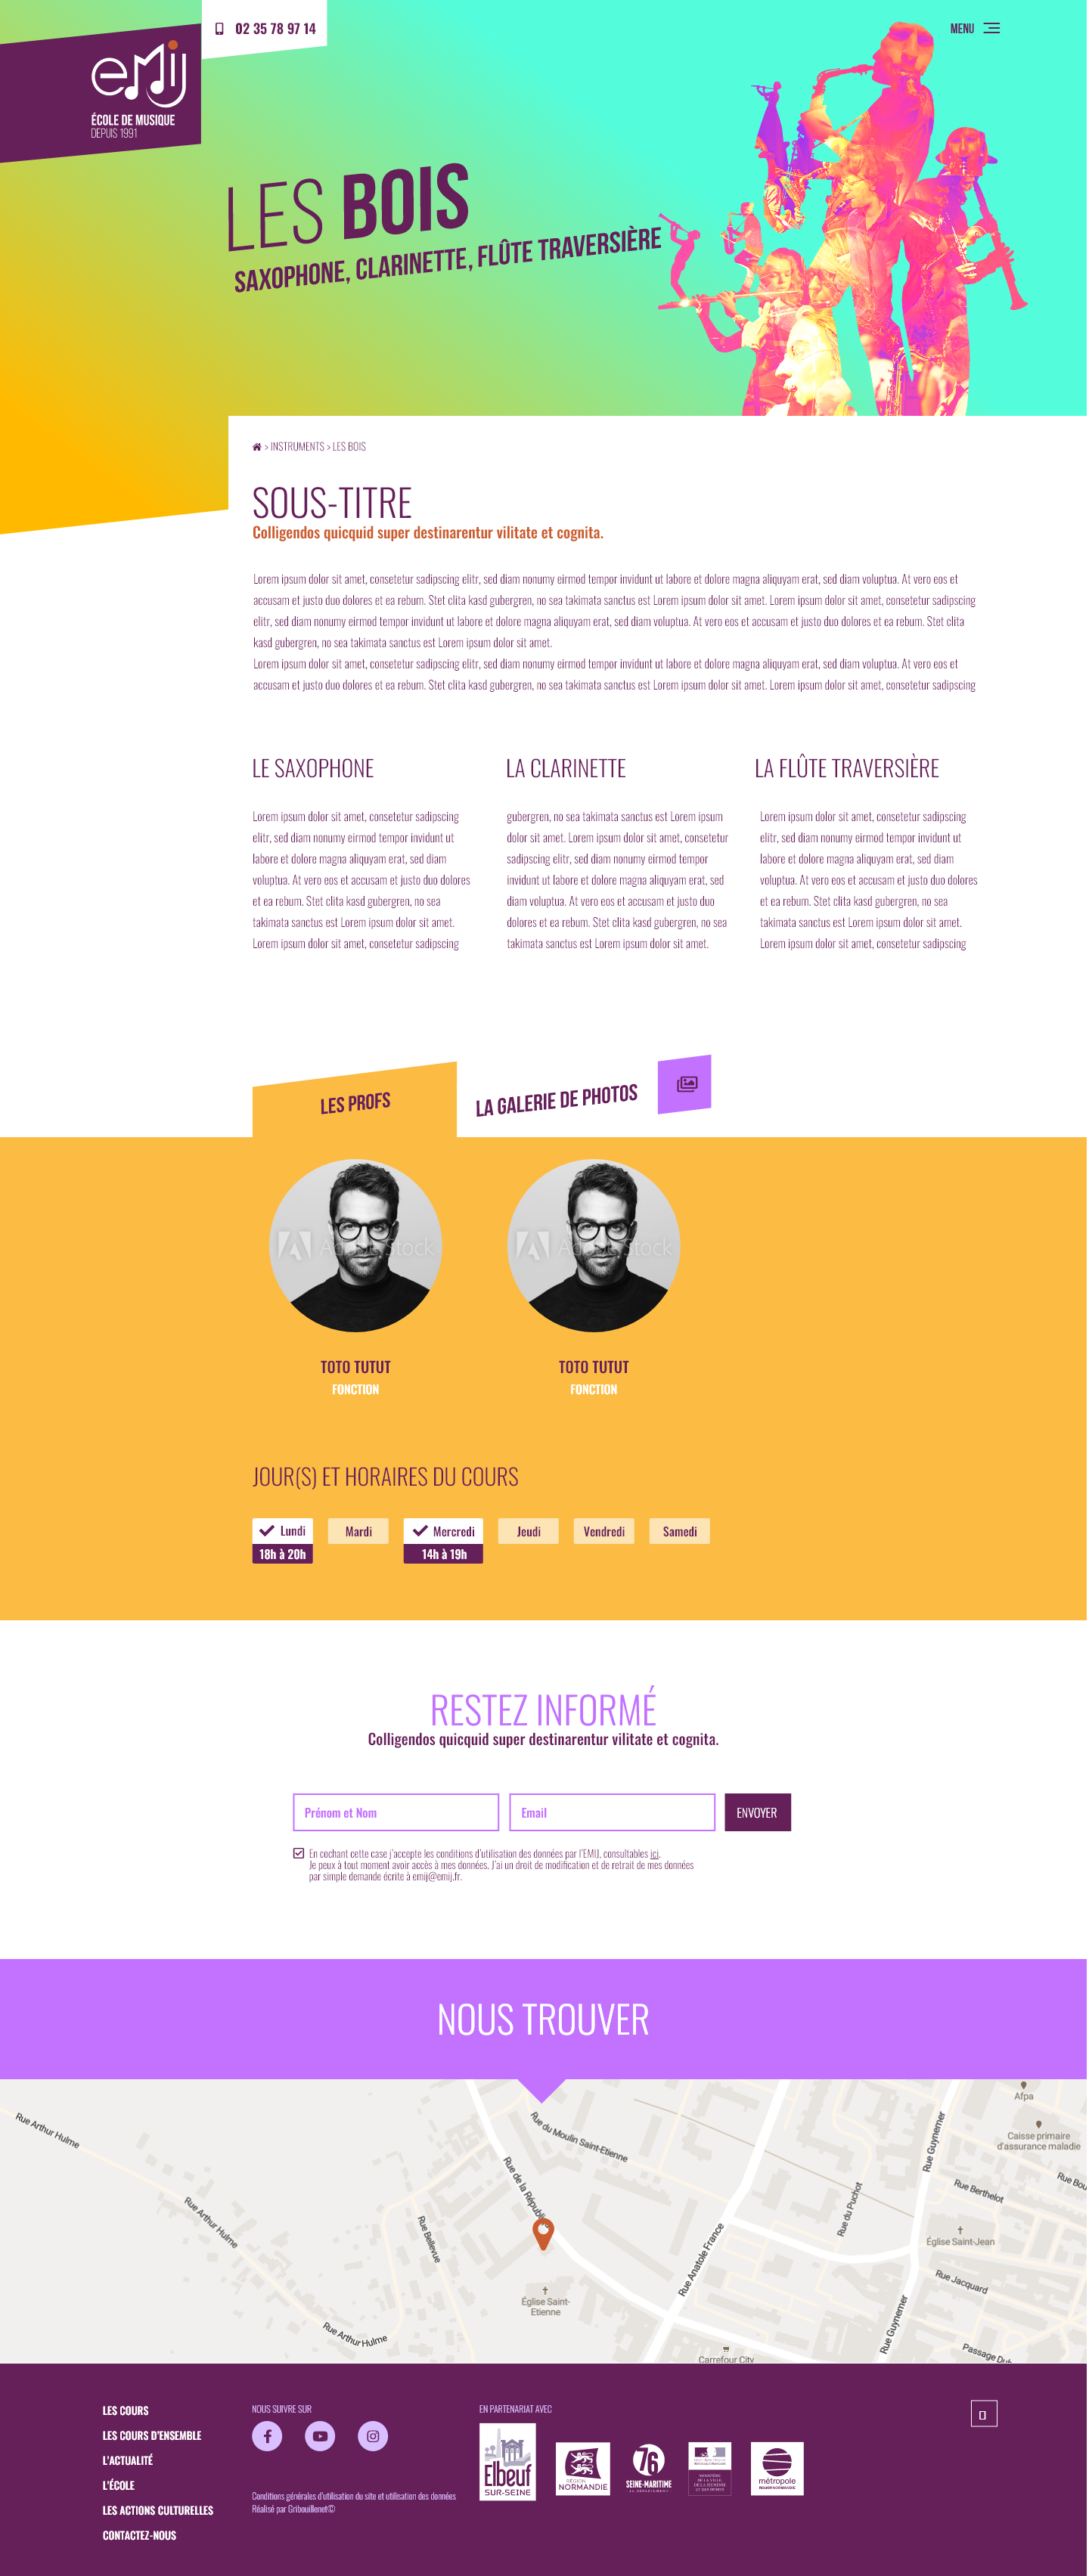 02 35 78 97 14
MENU
eMiJ
ÉCOLE DE MUSIQUE
DEPUIS 1991
LES BOIS
SAXOPHONE, CLARINETTE, FLÛTE TRAVERSIÈRE
> INSTRUMENTS > LES BOIS
SOUS-TITRE
Colligendos quicquid super destinarentur vilitate et cognita.
Lorem ipsum dolor sit amet, consetetur sadipscing elitr, sed diam nonumy eirmod tempor invidunt ut labore et dolore magna aliquyam erat, sed diam voluptua. At vero eos et
accusam et justo duo dolores et ea rebum. Stet clita kasd gubergren, no sea takimata sanctus est Lorem ipsum dolor sit amet. Lorem ipsum dolor sit amet, consetetur sadipscing
elitr, sed diam nonumy eirmod tempor invidunt ut labore et dolore magna aliquyam erat, sed diam voluptua. At vero eos et accusam et justo duo dolores et ea rebum. Stet clita
kasd gubergren, no sea takimata sanctus est Lorem ipsum dolor sit amet.
Lorem ipsum dolor sit amet, consetetur sadipscing elitr, sed diam nonumy eirmod tempor invidunt ut labore et dolore magna aliquyam erat, sed diam voluptua. At vero eos et
accusam et justo duo dolores et ea rebum. Stet clita kasd gubergren, no sea takimata sanctus est Lorem ipsum dolor sit amet. Lorem ipsum dolor sit amet, consetetur sadipscing
LE SAXOPHONE
Lorem ipsum dolor sit amet, consetetur sadipscing
elitr, sed diam nonumy eirmod tempor invidunt ut
labore et dolore magna aliquyam erat, sed diam
voluptua. At vero eos et accusam et justo duo dolores
et ea rebum. Stet clita kasd gubergren, no sea
takimata sanctus est Lorem ipsum dolor sit amet.
Lorem ipsum dolor sit amet, consetetur sadipscing
LA CLARINETTE
gubergren, no sea takimata sanctus est Lorem ipsum
dolor sit amet. Lorem ipsum dolor sit amet, consetetur
sadipscing elitr, sed diam nonumy eirmod tempor
invidunt ut labore et dolore magna aliquyam erat, sed
diam voluptua. At vero eos et accusam et justo duo
dolores et ea rebum. Stet clita kasd gubergren, no sea
takimata sanctus est Lorem ipsum dolor sit amet.
LA FLÛTE TRAVERSIÈRE
Lorem ipsum dolor sit amet, consetetur sadipscing
elitr, sed diam nonumy eirmod tempor invidunt ut
labore et dolore magna aliquyam erat, sed diam
voluptua. At vero eos et accusam et justo duo dolores
et ea rebum. Stet clita kasd gubergren, no sea
takimata sanctus est Lorem ipsum dolor sit amet.
Lorem ipsum dolor sit amet, consetetur sadipscing
LES PROFS
LA GALERIE DE PHOTOS
Adobe Stock
Adobe Stock
TOTO TUTUT
FONCTION
TOTO TUTUT
FONCTION
JOUR(S) ET HORAIRES DU COURS
Lundi
18h à 20h
Mardi
Mercredi
14h à 19h
Jeudi
Vendredi
Samedi
RESTEZ INFORMÉ
Colligendos quicquid super destinarentur vilitate et cognita.
Prénom et Nom
Email
ENVOYER
En cochant cette case j'accepte les conditions d'utilisation des données par l'EMIJ, consultables ici.
Je peux à tout moment avoir accès à mes données. J'ai un droit de modification et de retrait de mes données
par simple demande écrite à emij@emij.fr.
NOUS TROUVER
Afpa
Caisse primaire
d'assurance maladie
Rue Arthur Hulme
Rue du Moulin Saint-Etienne
Rue Guynemer
Rue de la République
Rue Berthelot
Rue Bou
Rue Arthur Hulme
Rue Bellevue
Rue du Puchot
Rue Anatole France
Église Saint-Jean
Rue Jacquard
Église Saint-
Etienne
Rue Guynemer
Rue Arthur Hulme
Carrefour City
Passage Dub
LES COURS
LES COURS D'ENSEMBLE
L'ACTUALITÉ
L'ÉCOLE
LES ACTIONS CULTURELLES
CONTACTEZ-NOUS
NOUS SUIVRE SUR
Conditions générales d'utilisation du site et utilisation des données
Réalisé par Gribouillenet©
EN PARTENARIAT AVEC
Elbeuf
SUR-SEINE
RÉGION
NORMANDIE
76
SEINE-MARITIME
LE DÉPARTEMENT
métropole
ROUENNORMANDIE